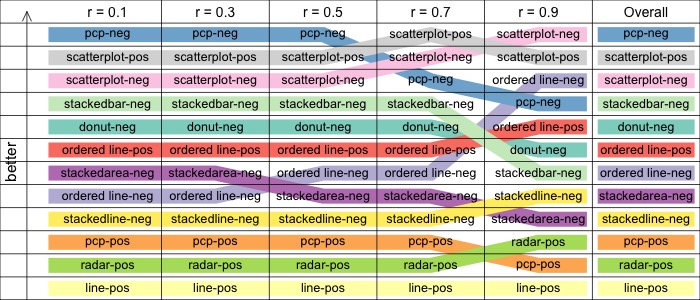 r = 0.1 r = 0.3 r = 0.5 r = 0.7 r = 0.9 Overall
pcp-neg pcp-neg pcp-neg scatterplot-pos scatterplot-neg pcp-neg
scatterplot-pos scatterplot-pos scatterplot-pos scatterplot-neg scatterplot-pos scatterplot-pos
scatterplot-neg scatterplot-neg scatterplot-neg pcp-neg ordered line-neg scatterplot-neg
stackedbar-neg stackedbar-neg stackedbar-neg stackedbar-neg pcp-neg stackedbar-neg
donut-neg donut-neg donut-neg donut-neg ordered line-pos donut-neg
ordered line-pos ordered line-pos ordered line-pos ordered line-pos donut-neg ordered line-pos
stackedarea-neg stackedarea-neg ordered line-neg ordered line-neg stackedbar-neg ordered line-neg
ordered line-neg ordered line-neg stackedarea-neg stackedarea-neg stackedline-neg stackedarea-neg
stackedline-neg stackedline-neg stackedline-neg stackedline-neg stackedarea-neg stackedline-neg
pcp-pos pcp-pos pcp-pos pcp-pos radar-pos pcp-pos
radar-pos radar-pos radar-pos radar-pos pcp-pos radar-pos
line-pos line-pos line-pos line-pos line-pos line-pos
better